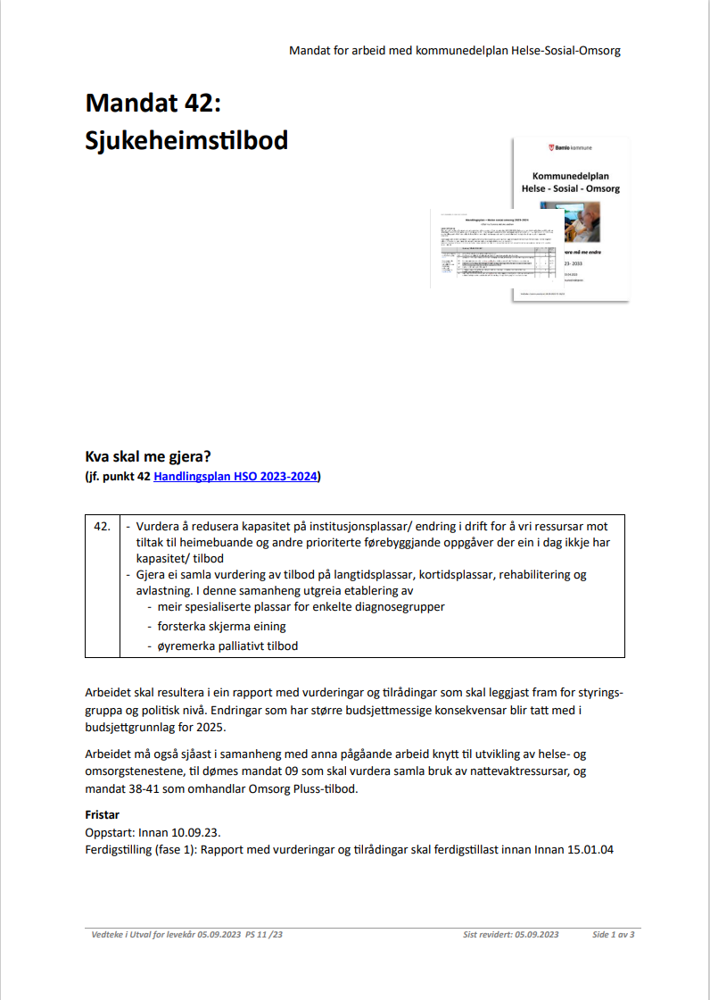 Mandat for arbeid med kommunedelplan Helse-Sosial-Omsorg
Mandat 42:
Sjukeheimstilbod
Bømlo kommune
Kommunedelplan
Helse - Sosial - Omsorg
må me endre
23- 2033
Kva skal me gjera?
(jf. punkt 42 Handlingsplan HSO 2023-2024)
42.
- Vurdera å redusera kapasitet på institusjonsplassar/ endring i drift for å vri ressursar mot
tiltak til heimebuande og andre prioriterte førebyggjande oppgåver der ein i dag ikkje har
kapasitet/ tilbod
- Gjera ei samla vurdering av tilbod på langtidsplassar, kortidsplassar, rehabilitering og
avlastning. I denne samanheng utgreia etablering av
- meir spesialiserte plassar for enkelte diagnosegrupper
- forsterka skjerma eining
- øyremerka palliativt tilbod
Arbeidet skal resultera i ein rapport med vurderingar og tilrådingar som skal leggjast fram for styrings-
gruppa og politisk nivå. Endringar som har større budsjettmessige konsekvensar blir tatt med i
budsjettgrunnlag for 2025.
Arbeidet må også sjåast i samanheng med anna pågåande arbeid knytt til utvikling av helse- og
omsorgstenestene, til dømes mandat 09 som skal vurdera samla bruk av nattevaktressursar, og
mandat 38-41 som omhandlar Omsorg Pluss-tilbod.
Fristar
Oppstart: Innan 10.09.23.
Ferdigstilling (fase 1): Rapport med vurderingar og tilrådingar skal ferdigstillast innan Innan 15.01.04
Vedteke i Utval for levekår 05.09.2023 PS 11 /23
Sist revidert: 05.09.2023
Side 1 av 3